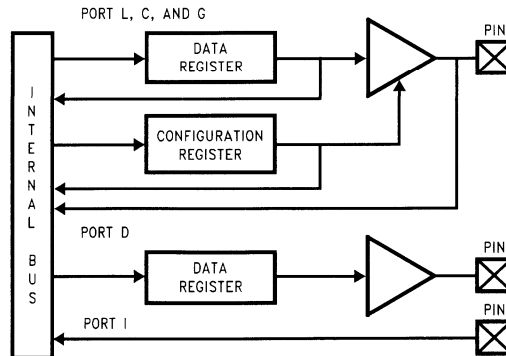 PORT L, C, AND G
PIN
DATA
REGISTER
INTERNAL BUS
CONFIGURATION
REGISTER
PORT D
PIN
DATA
REGISTER
PIN
PORT I